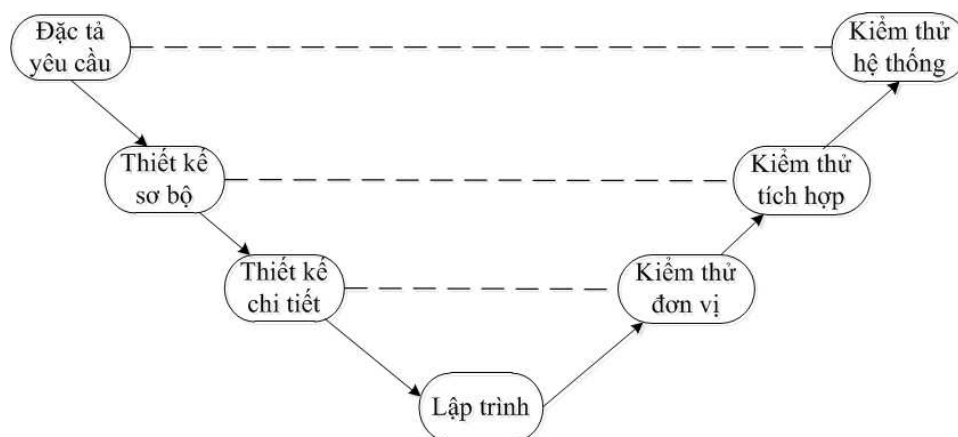 Đặc tả
yêu cầu
Kiểm thử
hệ thống
Thiết kế
sơ bộ
Kiểm thử
tích hợp
Thiết kế
chi tiết
Kiểm thử
đơn vị
Lập trình